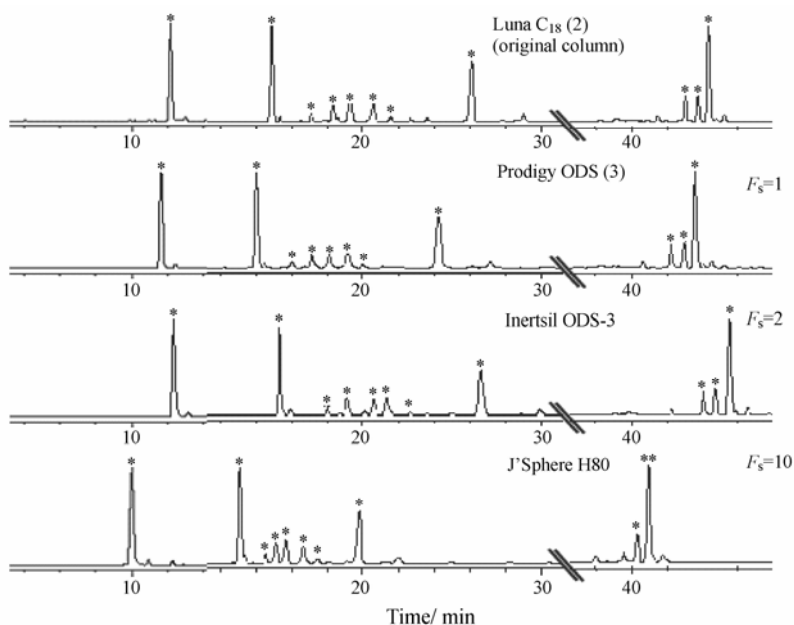 * * * * * * * * * * * *
Luna C₁₈ (2)
(original column)
10 20 30 40
* * * * * * * * * * * *
Prodigy ODS (3)
Fₛ=1
10 20 30 40
* * * * * * * * * * * *
Inertsil ODS-3
Fₛ=2
10 20 30 40
* * * * * * * * * * **
J'Sphere H80
Fₛ=10
10 20 30 40
Time/ min